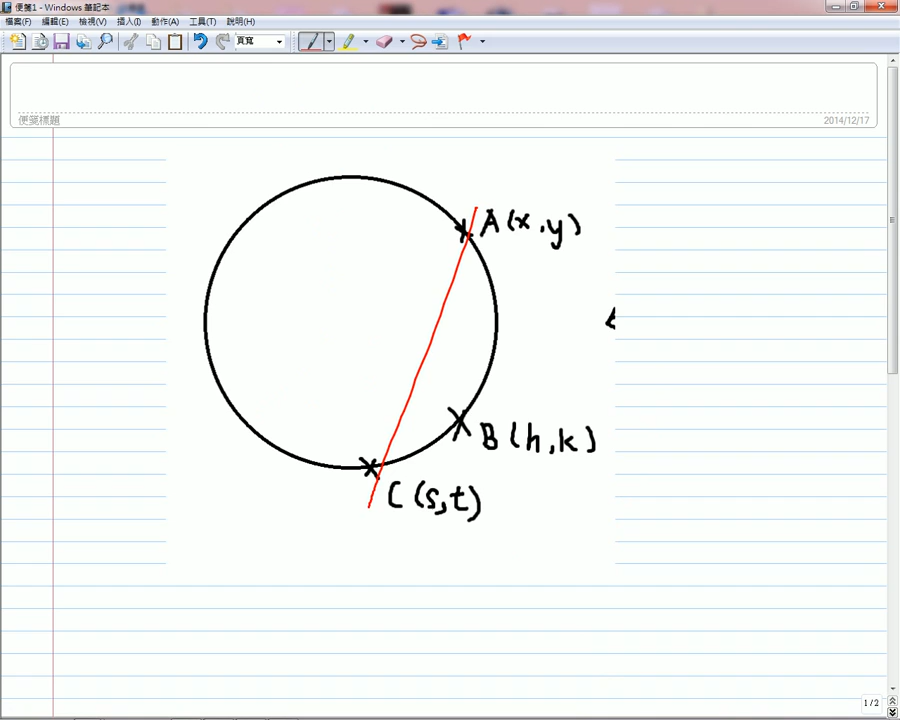 便箋1 - Windows 筆記本
檔案(F) 編輯(E) 檢視(V) 插入(I) 動作(A) 工具(T) 說明(H)
頁寬
便箋標題
2014/12/17
A(x,y)
B(h,k)
C(s,t)
1/2